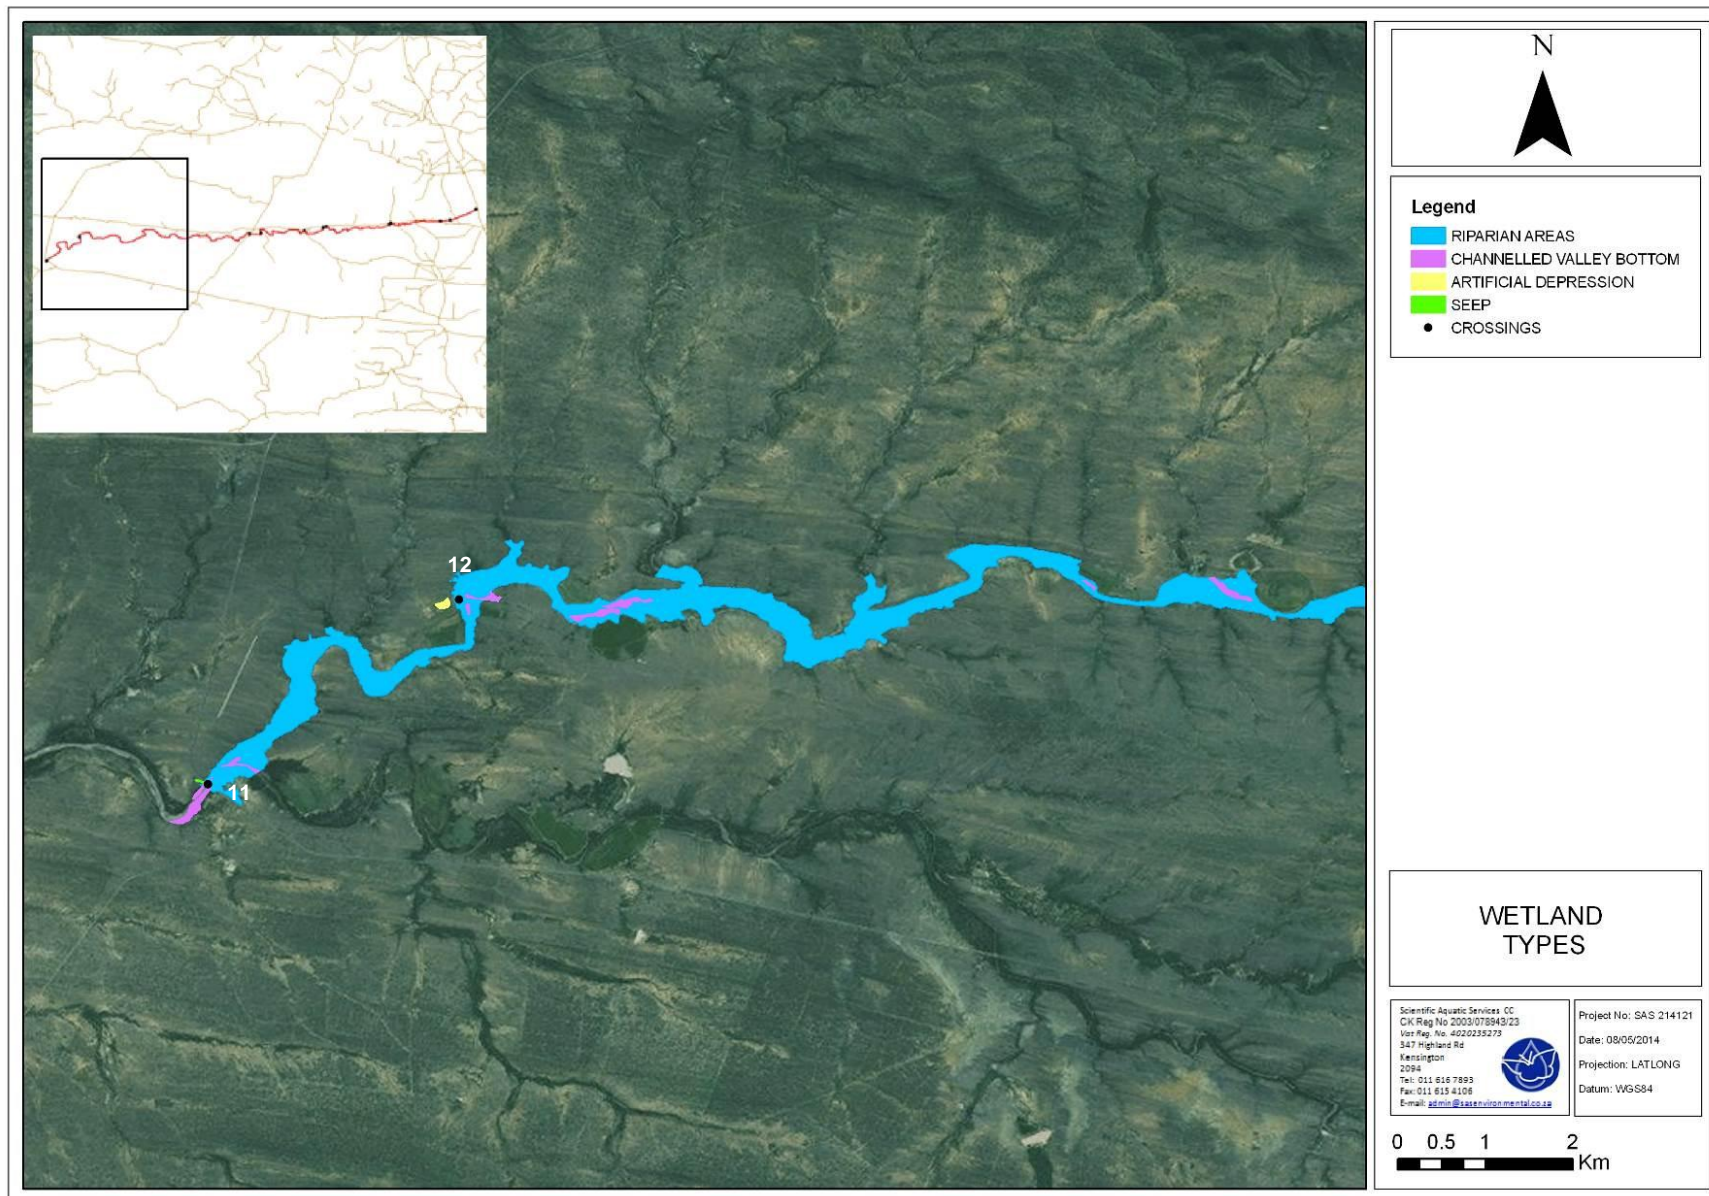 N
Legend
RIPARIAN AREAS
CHANNELLED VALLEY BOTTOM
ARTIFICIAL DEPRESSION
SEEP
CROSSINGS
12
11
WETLAND
TYPES
Scientific Aquatic Services CC
CK Reg No 2003/078943/23
Vat Reg. No. 4020235273
347 Highland Rd
Kensington
2094
Tel: 011 616 7893
Fax: 011 615 4106
E-mail: admin@sasenvironmental.co.za
Project No: SAS 214121
Date: 08/05/2014
Projection: LATLONG
Datum: WGS84
0 0.5 1 2
Km